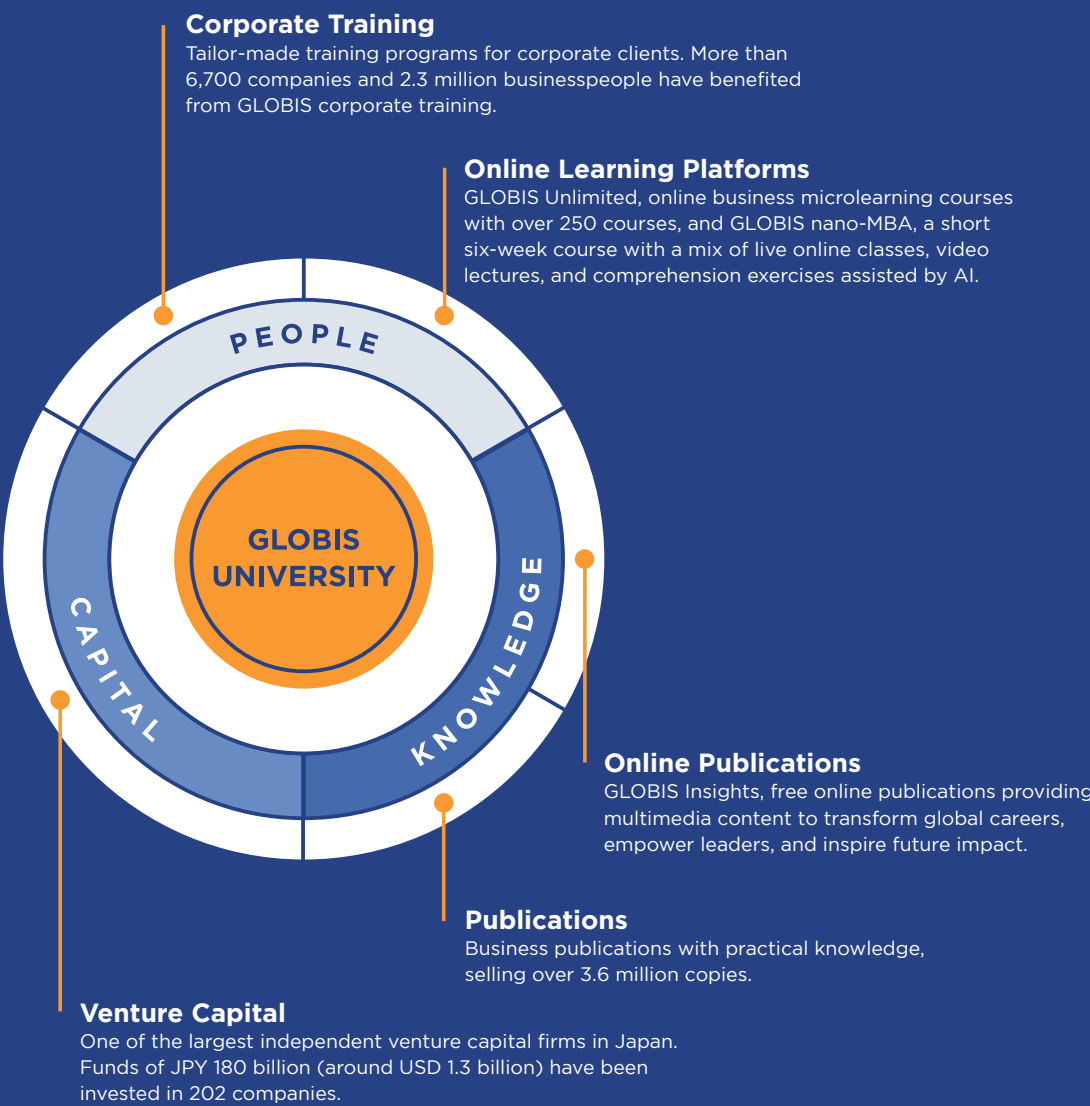 Corporate Training
Tailor-made training programs for corporate clients. More than
6,700 companies and 2.3 million businesspeople have benefited
from GLOBIS corporate training.
Online Learning Platforms
GLOBIS Unlimited, online business microlearning courses
with over 250 courses, and GLOBIS nano-MBA, a short
six-week course with a mix of live online classes, video
lectures, and comprehension exercises assisted by AI.
PEOPLE
GLOBIS
UNIVERSITY
CAPITAL
KNOWLEDGE
Online Publications
GLOBIS Insights, free online publications providing
multimedia content to transform global careers,
empower leaders, and inspire future impact.
Publications
Business publications with practical knowledge,
selling over 3.6 million copies.
Venture Capital
One of the largest independent venture capital firms in Japan.
Funds of JPY 180 billion (around USD 1.3 billion) have been
invested in 202 companies.